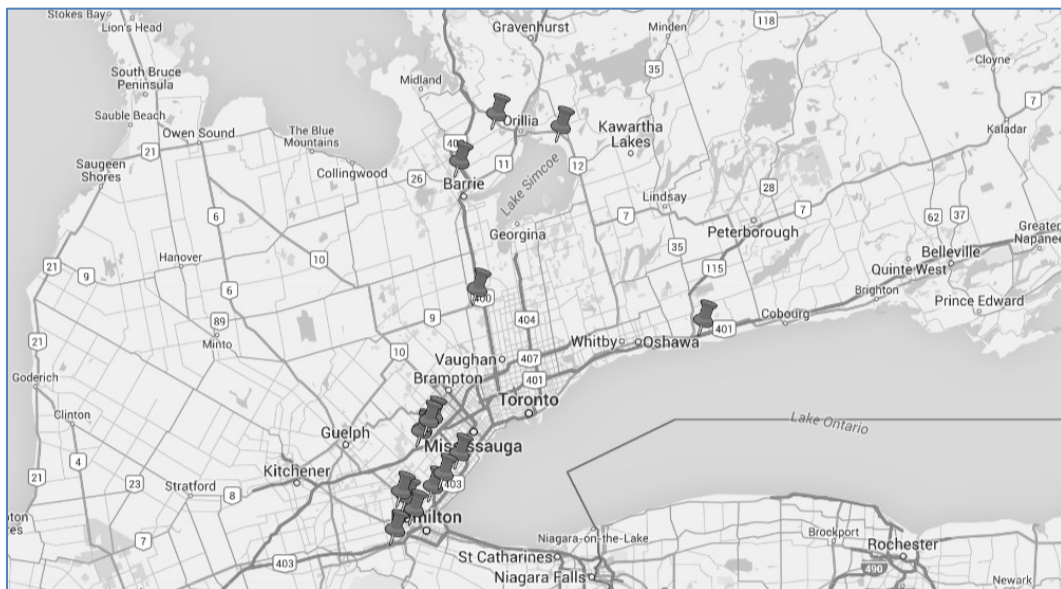 Stokes Bay
Lion's Head
Gravenhurst
Minden
118
Cloyne
South Bruce
Peninsula
Midland
35
7
Sauble Beach
Owen Sound
The Blue
Mountains
Orillia
Kawartha
Lakes
Kaladar
21
400
11
Saugeen
Shores
Collingwood
26
Barrie
Lake Simcoe
12
28
Lindsay
6
7
7
Peterborough
62
37
Greater
Napanee
Georgina
35
Belleville
Hanover
10
115
Quinte West
21
9
6
400
Brighton
Prince Edward
89
9
404
Whitby
Oshawa
401
Cobourg
Minto
10
Vaughan
407
Goderich
Brampton
401
Toronto
Clinton
Lake Ontario
Guelph
Mississauga
4
Kitchener
21
23
Stratford
8
403
7
milton
Niagara-on-the-Lake
Brockport
Rochester
403
St Catharines
490
Niagara Falls
Newark